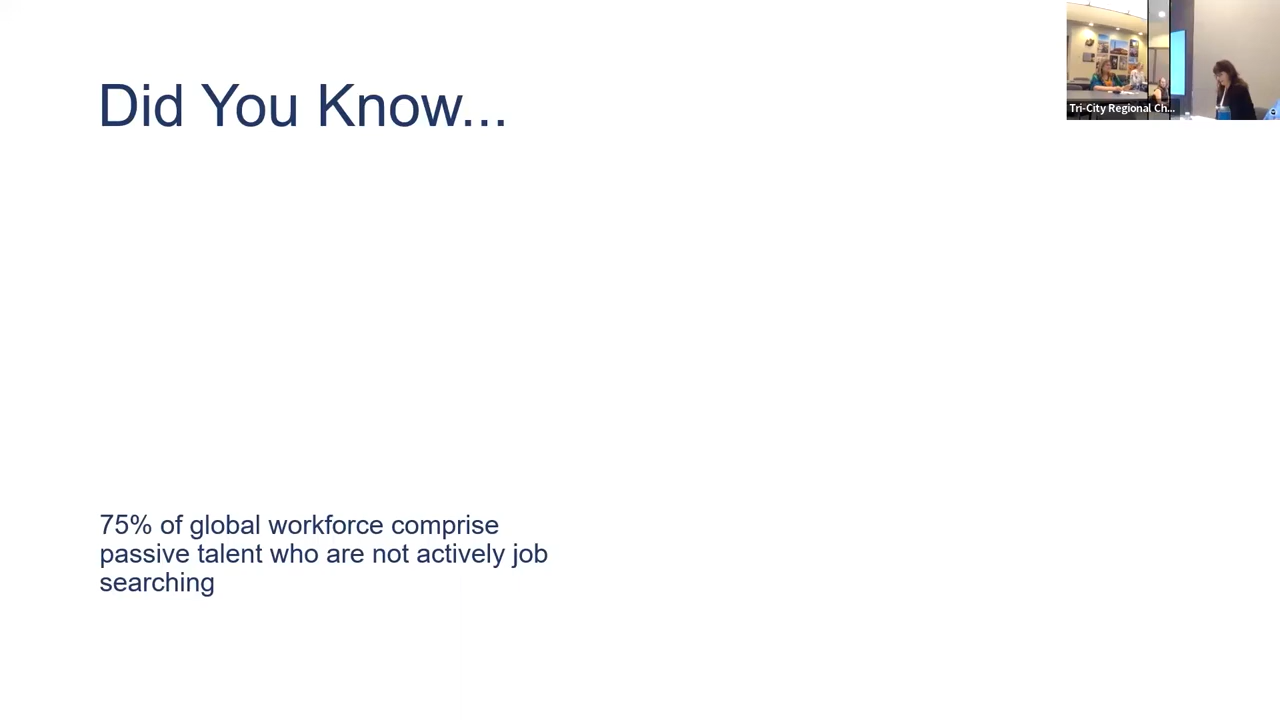 Did You Know...
Tri-City Regional Ch...
75% of global workforce comprise
passive talent who are not actively job
searching